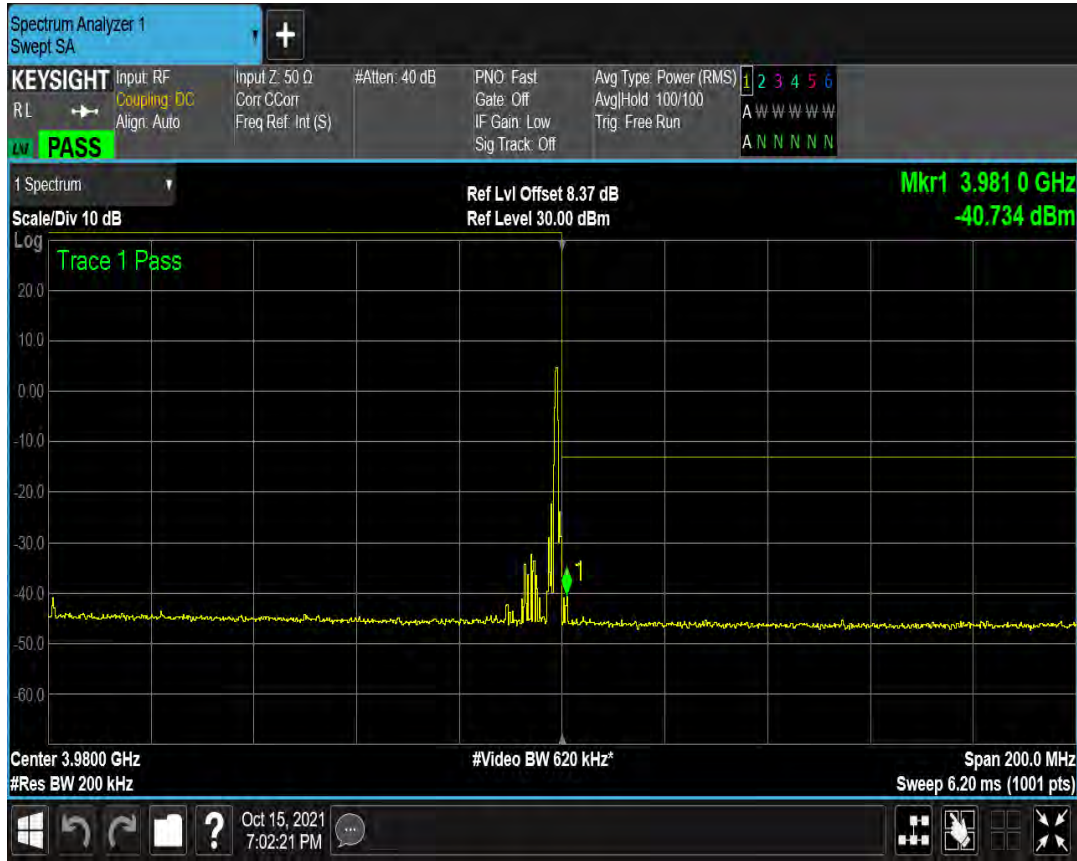 Spectrum Analyzer 1
Swept SA
+
KEYSIGHT
RL
LXI
PASS
Input: RF
Coupling: DC
Align: Auto
Input Z: 50 Ω
Corr CCorr
Freq Ref: Int (S)
#Atten: 40 dB
PNO: Fast
Gate: Off
IF Gain: Low
Sig Track: Off
Avg Type: Power (RMS)
Avg|Hold: 100/100
Trig: Free Run
1 2 3 4 5 6
A W W W W W
A N N N N N
1 Spectrum
Scale/Div 10 dB
Ref Lvl Offset 8.37 dB
Ref Level 30.00 dBm
Mkr1 3.981 0 GHz
-40.734 dBm
Log
Trace 1 Pass
20.0
10.0
0.00
-10.0
-20.0
-30.0
1
-40.0
-50.0
-60.0
Center 3.9800 GHz
#Video BW 620 kHz*
Span 200.0 MHz
#Res BW 200 kHz
Sweep 6.20 ms (1001 pts)
?
Oct 15, 2021
7:02:21 PM